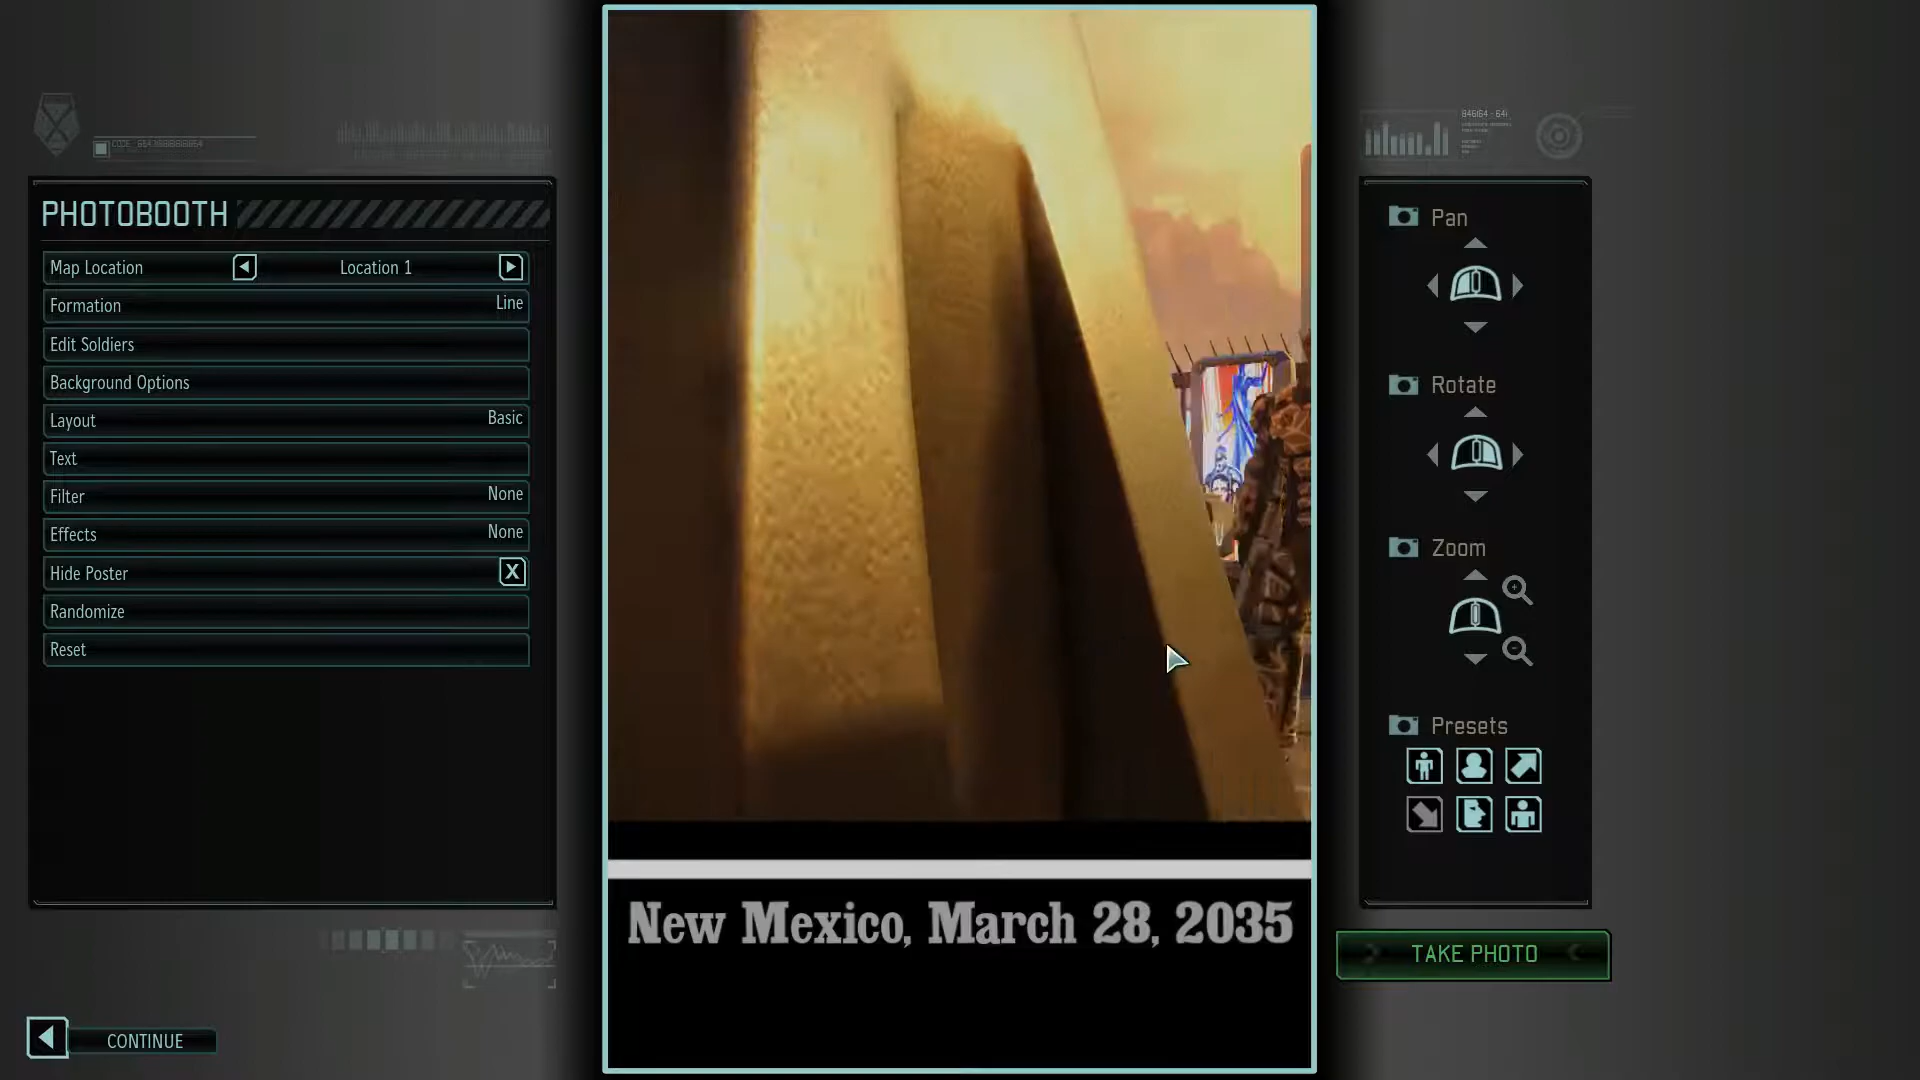 PHOTOBOOTH
Map Location
Location 1
Formation
Line
Edit Soldiers
Background Options
Layout
Basic
Text
Filter
None
Effects
None
Hide Poster
X
Randomize
Reset
CONTINUE
New Mexico, March 28, 2035
Pan
Rotate
Zoom
Presets
TAKE PHOTO